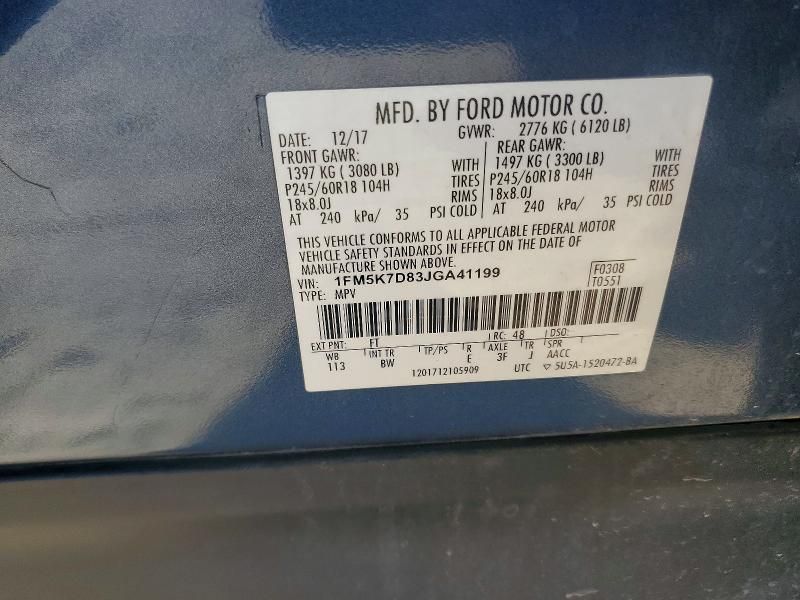 MFD. BY FORD MOTOR CO.
DATE: 12/17 GVWR: 2776 KG ( 6120 LB)
FRONT GAWR: REAR GAWR:
1397 KG ( 3080 LB) WITH 1497 KG ( 3300 LB) WITH
P245/60R18 104H TIRES P245/60R18 104H TIRES
18x8.0J RIMS 18x8.0J RIMS
AT 240 kPa/ 35 PSI COLD AT 240 kPa/ 35 PSI COLD
THIS VEHICLE CONFORMS TO ALL APPLICABLE FEDERAL MOTOR
VEHICLE SAFETY STANDARDS IN EFFECT ON THE DATE OF
MANUFACTURE SHOWN ABOVE.
VIN: 1FM5K7D83JGA41199 F0308
TYPE: MPV T0551
EXT PNT: FT RC: 48 DSO:
WB INT TR TP/PS R AXLE TR SPR
113 BW E 3F J AACC
1201712105909 UTC ▽ 5U5A-1520472-BA